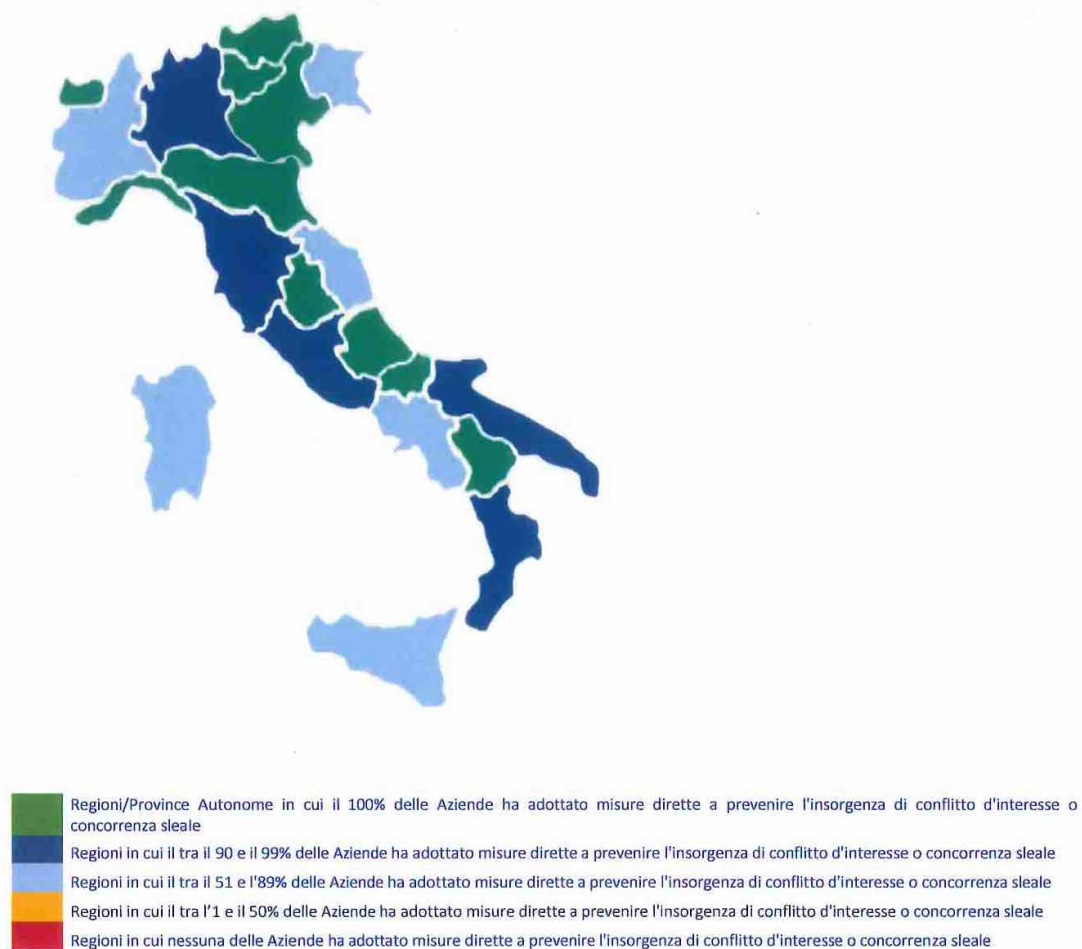 Regioni/Province Autonome in cui il 100% delle Aziende ha adottato misure dirette a prevenire l'insorgenza di conflitto d'interesse o
concorrenza sleale
Regioni in cui il tra il 90 e il 99% delle Aziende ha adottato misure dirette a prevenire l'insorgenza di conflitto d'interesse o concorrenza sleale
Regioni in cui il tra il 51 e l'89% delle Aziende ha adottato misure dirette a prevenire l'insorgenza di conflitto d'interesse o concorrenza sleale
Regioni in cui il tra l'1 e il 50% delle Aziende ha adottato misure dirette a prevenire l'insorgenza di conflitto d'interesse o concorrenza sleale
Regioni in cui nessuna delle Aziende ha adottato misure dirette a prevenire l'insorgenza di conflitto d'interesse o concorrenza sleale